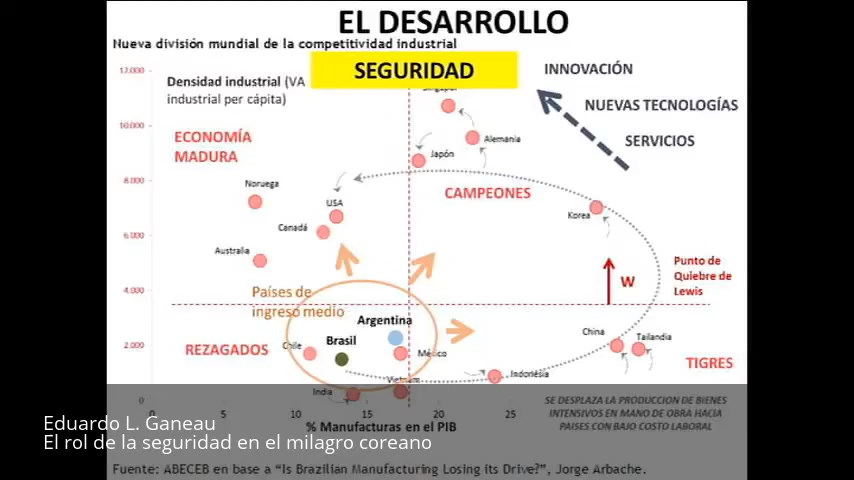 EL DESARROLLO
Nueva división mundial de la competitividad industrial
SEGURIDAD
12.000
Densidad industrial (VA
industrial per cápita)
INNOVACIÓN
NUEVAS TECNOLOGÍAS
SERVICIOS
10.000
ECONOMÍA
MADURA
Alemania
Japón
8.000
Noruega
CAMPEONES
USA
Canadá
Korea
6.000
Australia
Punto de
Quiebre de
Lewis
W
4.000
Países de
ingreso medio
Argentina
Brasil
Chile
México
REZAGADOS
China
Tailandia
TIGRES
2.000
Vietnam
Indonésia
India
0
0
5
10
15
20
25
% Manufacturas en el PIB
SE DESPLAZA LA PRODUCCION DE BIENES
INTENSIVOS EN MANO DE OBRA HACIA
PAISES CON BAJO COSTO LABORAL
Eduardo L. Ganeau
El rol de la seguridad en el milagro coreano
Fuente: ABECEB en base a “Is Brazilian Manufacturing Losing its Drive?”, Jorge Arbache.